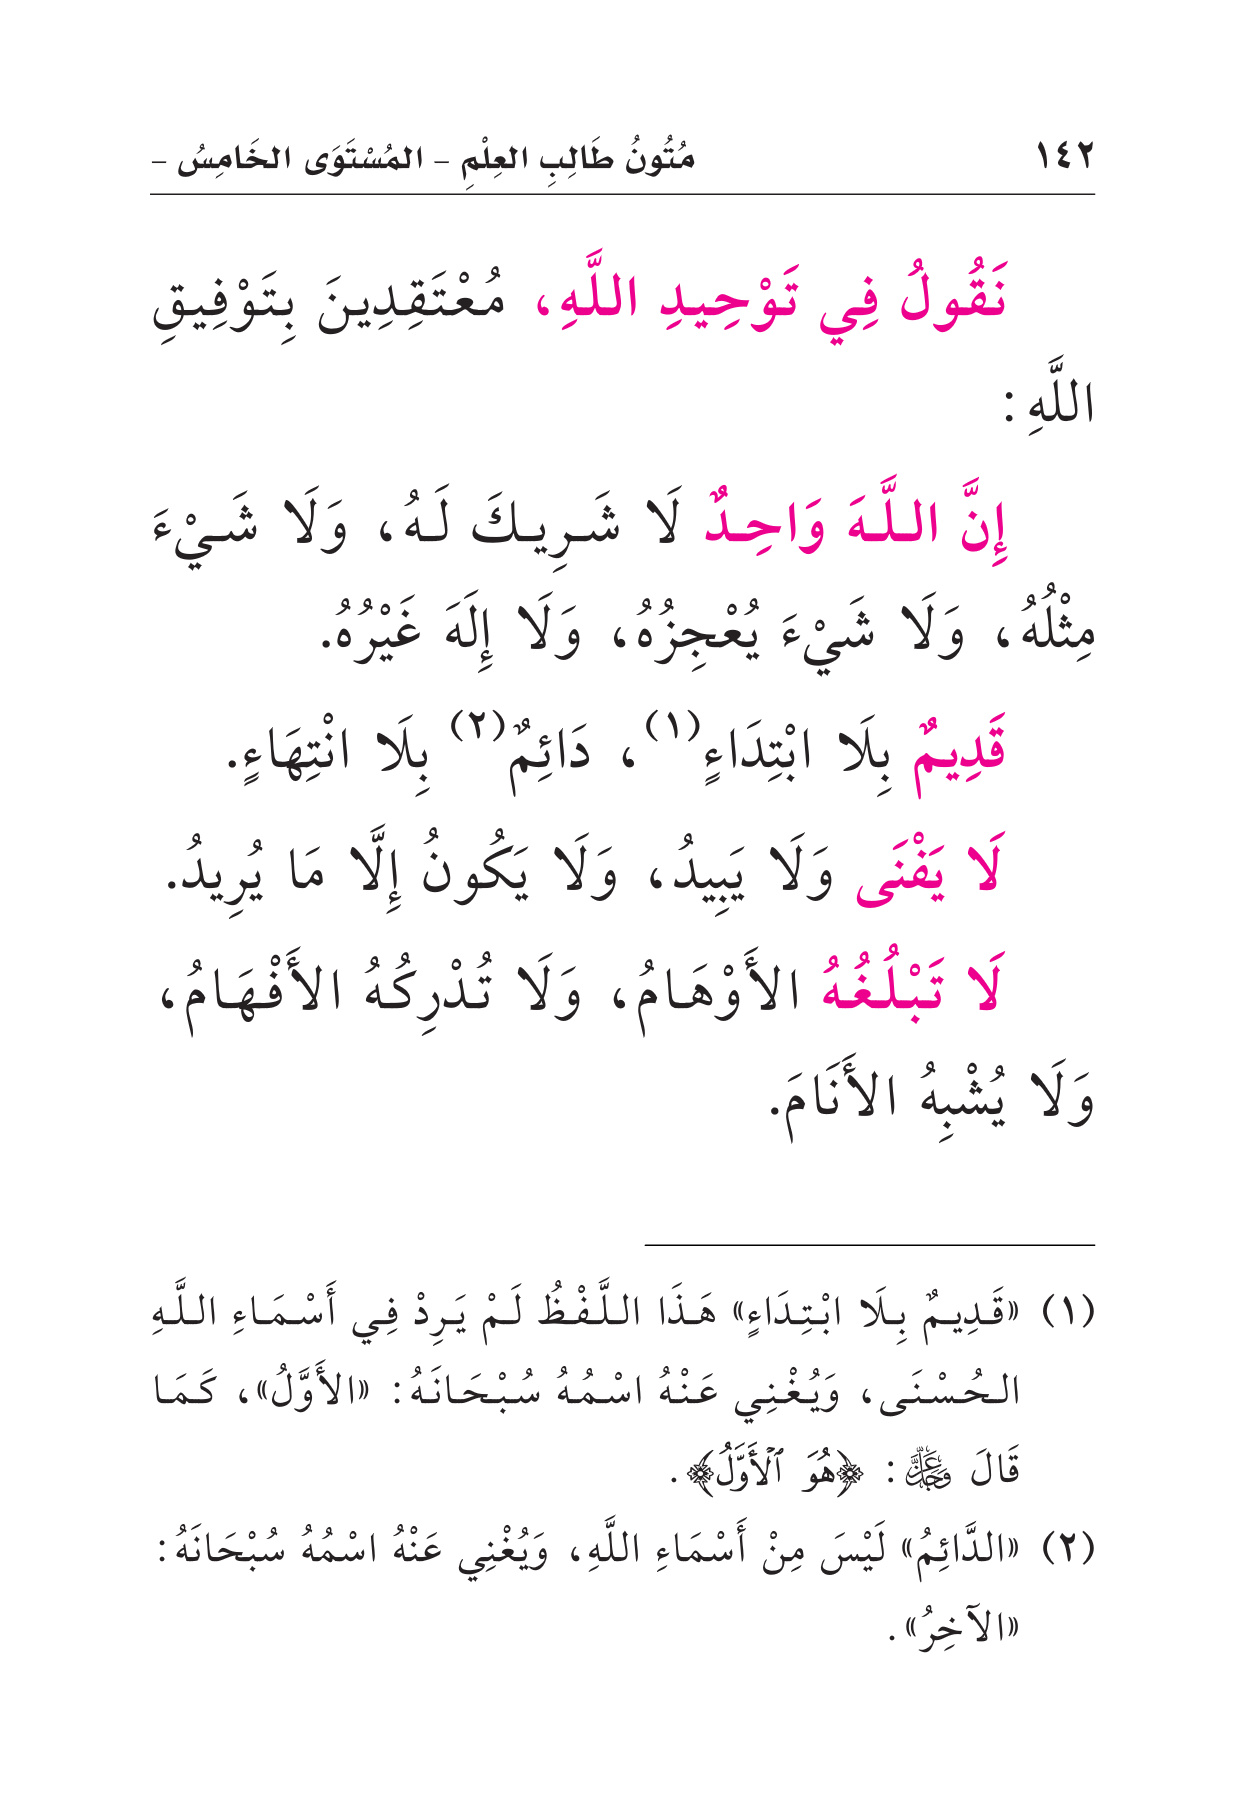 ١٤٢ مُتُونُ طَالِبِ العِلْمِ – المُسْتَوَى الخَامِسُ –
نَقُولُ فِي تَوْحِيدِ اللَّهِ، مُعْتَقِدِينَ بِتَوْفِيقِ
اللَّهِ:
إِنَّ اللَّهَ وَاحِدٌ لَا شَرِيكَ لَهُ، وَلَا شَيْءَ
مِثْلُهُ، وَلَا شَيْءَ يُعْجِزُهُ، وَلَا إِلَهَ غَيْرُهُ.
قَدِيمٌ بِلَا ابْتِدَاءٍ(١)، دَائِمٌ(٢) بِلَا انْتِهَاءٍ.
لَا يَفْنَى وَلَا يَبِيدُ، وَلَا يَكُونُ إِلَّا مَا يُرِيدُ.
لَا تَبْلُغُهُ الأَوْهَامُ، وَلَا تُدْرِكُهُ الأَفْهَامُ،
وَلَا يُشْبِهُ الأَنَامَ.
(١) «قَدِيمٌ بِلَا ابْتِدَاءٍ» هَذَا اللَّفْظُ لَمْ يَرِدْ فِي أَسْمَاءِ اللَّهِ
الحُسْنَى، وَيُغْنِي عَنْهُ اسْمُهُ سُبْحَانَهُ: «الأَوَّلُ»، كَمَا
قَالَ عَزَّ وَجَلَّ: ﴿هُوَ ٱلْأَوَّلُ﴾.
(٢) «الدَّائِمُ» لَيْسَ مِنْ أَسْمَاءِ اللَّهِ، وَيُغْنِي عَنْهُ اسْمُهُ سُبْحَانَهُ:
«الآخِرُ».